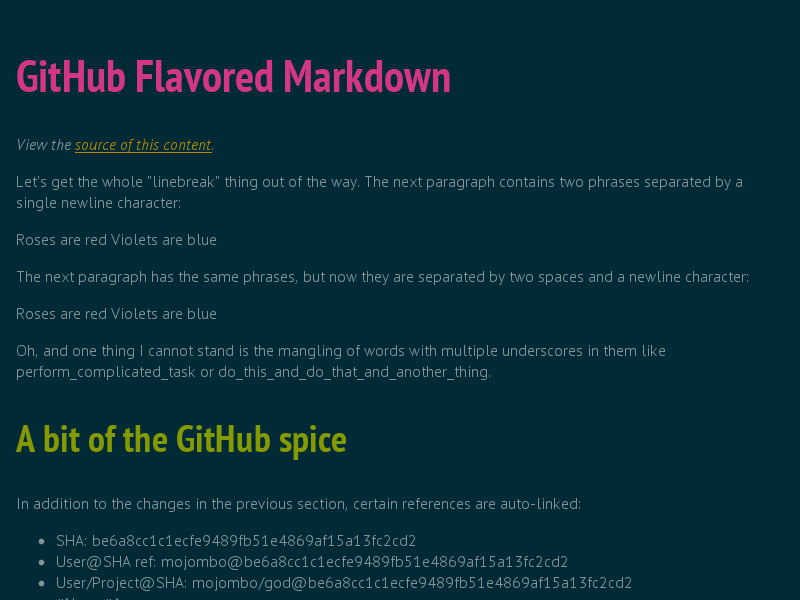 GitHub Flavored Markdown
View the source of this content.
Let's get the whole "linebreak" thing out of the way. The next paragraph contains two phrases separated by a
single newline character:
Roses are red Violets are blue
The next paragraph has the same phrases, but now they are separated by two spaces and a newline character:
Roses are red Violets are blue
Oh, and one thing I cannot stand is the mangling of words with multiple underscores in them like
perform_complicated_task or do_this_and_do_that_and_another_thing.
A bit of the GitHub spice
In addition to the changes in the previous section, certain references are auto-linked:
• SHA: be6a8cc1c1ecfe9489fb51e4869af15a13fc2cd2
• User@SHA ref: mojombo@be6a8cc1c1ecfe9489fb51e4869af15a13fc2cd2
• User/Project@SHA: mojombo/god@be6a8cc1c1ecfe9489fb51e4869af15a13fc2cd2